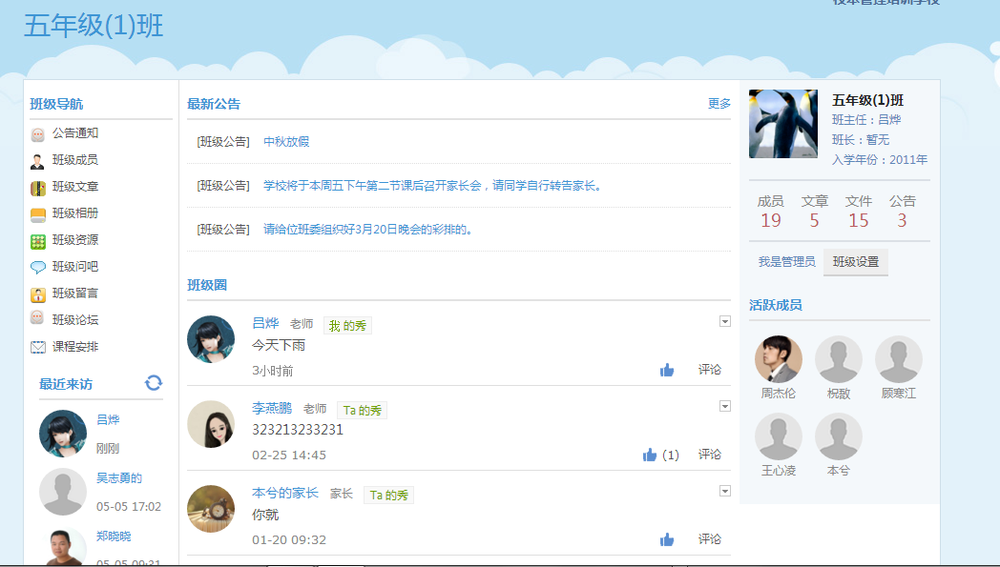 校本管理培训学校
五年级(1)班
班级导航
公告通知
班级成员
班级文章
班级相册
班级资源
班级问吧
班级留言
班级论坛
课程安排
最近来访
吕烨
刚刚
吴志勇的
05-05 17:02
郑晓晓
05-05 09:31
最新公告 更多
[班级公告] 中秋放假
[班级公告] 学校将于本周五下午第二节课后召开家长会，请同学自行转告家长。
[班级公告] 请给位班委组织好3月20日晚会的彩排的。
班级圈
吕烨 老师 我 的秀
今天下雨
3小时前 评论
李燕鹏 老师 Ta 的秀
323213233231
02-25 14:45 (1) 评论
本兮的家长 家长 Ta 的秀
你就
01-20 09:32 评论
五年级(1)班
班主任：吕烨
班长：暂无
入学年份：2011年
成员 文章 文件 公告
19 5 15 3
我是管理员 班级设置
活跃成员
周杰伦 祝敔 顾寒江
王心凌 本兮